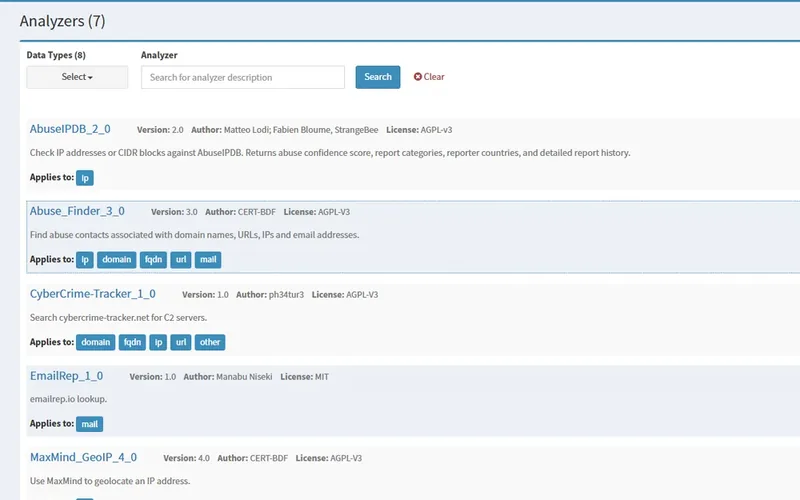 Analyzers (7)
Data Types (8) Analyzer
Select Search for analyzer description Search Clear
AbuseIPDB_2_0 Version: 2.0 Author: Matteo Lodi; Fabien Bloume, StrangeBee License: AGPL-v3
Check IP addresses or CIDR blocks against AbuseIPDB. Returns abuse confidence score, report categories, reporter countries, and detailed report history.
Applies to: ip
Abuse_Finder_3_0 Version: 3.0 Author: CERT-BDF License: AGPL-V3
Find abuse contacts associated with domain names, URLs, IPs and email addresses.
Applies to: ip domain fqdn url mail
CyberCrime-Tracker_1_0 Version: 1.0 Author: ph34tur3 License: AGPL-V3
Search cybercrime-tracker.net for C2 servers.
Applies to: domain fqdn ip url other
EmailRep_1_0 Version: 1.0 Author: Manabu Niseki License: MIT
emailrep.io lookup.
Applies to: mail
MaxMind_GeoIP_4_0 Version: 4.0 Author: CERT-BDF License: AGPL-V3
Use MaxMind to geolocate an IP address.